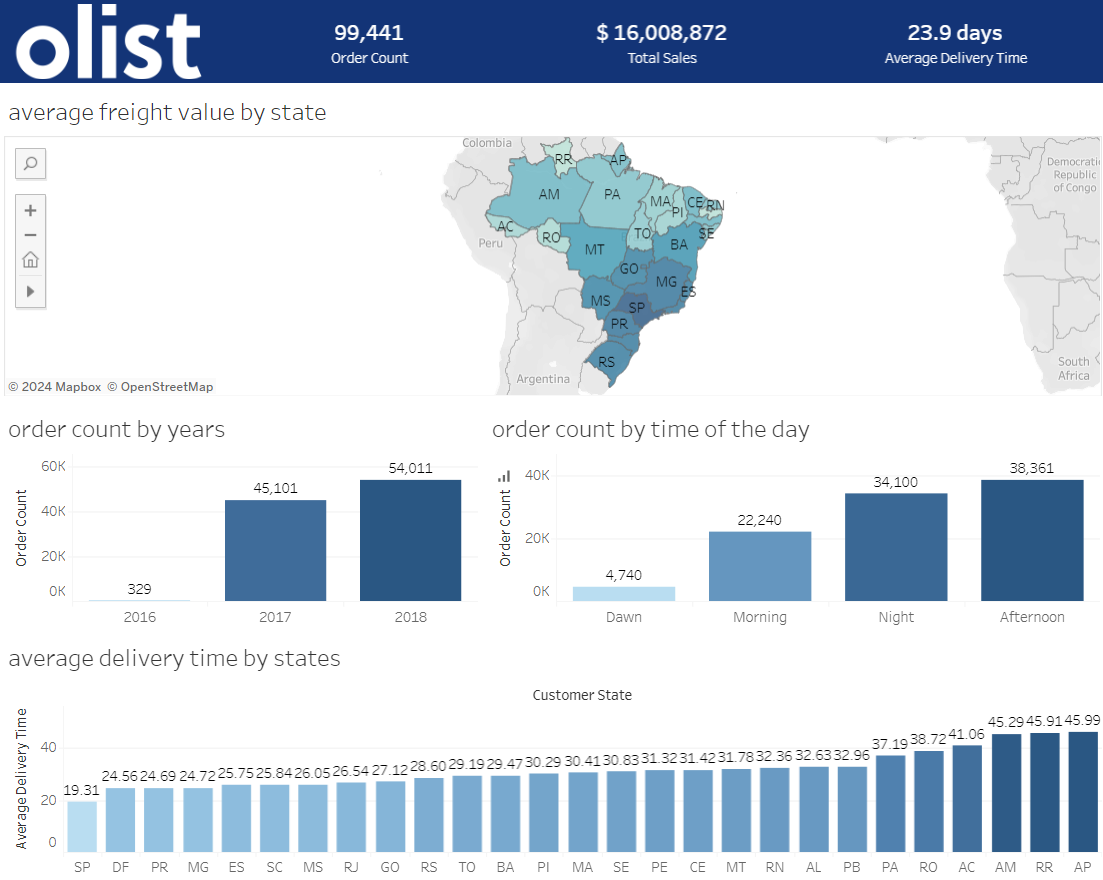 olist
99,441
Order Count
$ 16,008,872
Total Sales
23.9 days
Average Delivery Time
average freight value by state
Colombia
RR
AP
AM
PA
MA
CE
RN
PI
AC
RO
TO
SE
Peru
MT
BA
GO
MG
ES
MS
SP
PR
RS
Argentina
Democrati
Republic
of Congo
South
Africa
© 2024 Mapbox © OpenStreetMap
order count by years
Order Count
60K
40K
20K
0K
329
45,101
54,011
2016 2017 2018
order count by time of the day
Order Count
40K
20K
0K
4,740
22,240
34,100
38,361
Dawn Morning Night Afternoon
average delivery time by states
Customer State
Average Delivery Time
40
20
0
19.31 24.56 24.69 24.72 25.75 25.84 26.05 26.54 27.12 28.60 29.19 29.47 30.29 30.41 30.83 31.32 31.42 31.78 32.36 32.63 32.96 37.19 38.72 41.06 45.29 45.91 45.99
SP DF PR MG ES SC MS RJ GO RS TO BA PI MA SE PE CE MT RN AL PB PA RO AC AM RR AP